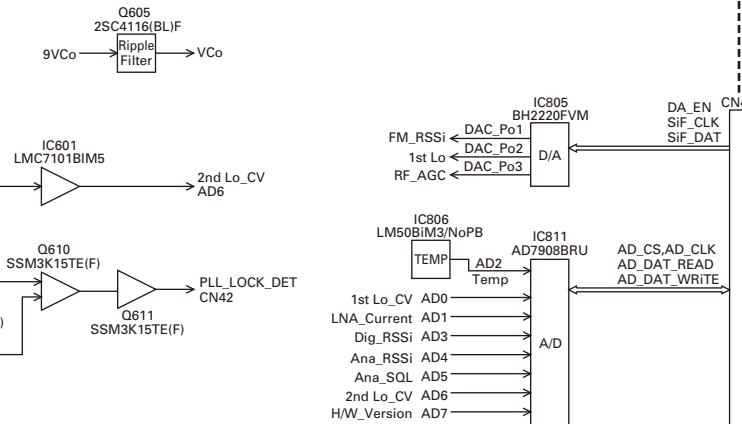 Q605
2SC4116(BL)F
9VCo
Ripple
Filter
VCo
IC601
LMC7101BIM5
2nd Lo_CV
AD6
Q610
SSM3K15TE(F)
Q611
SSM3K15TE(F)
PLL_LOCK_DET
CN42
)
IC805
BH2220FVM
FM_RSSi
DAC_Po1
1st Lo
DAC_Po2
RF_AGC
DAC_Po3
D/A
DA_EN
SiF_CLK
SiF_DAT
IC806
LM50BiM3/NoPB
TEMP
AD2
Temp
IC811
AD7908BRU
A/D
1st Lo_CV AD0
LNA_Current AD1
Dig_RSSi AD3
Ana_RSSi AD4
Ana_SQL AD5
2nd Lo_CV AD6
H/W_Version AD7
AD_CS,AD_CLK
AD_DAT_READ
AD_DAT_WRiTE